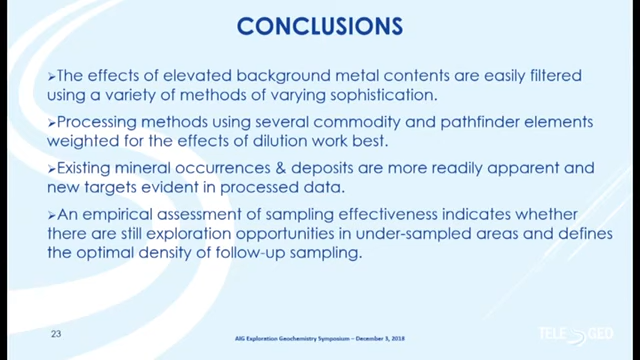 CONCLUSIONS
➢The effects of elevated background metal contents are easily filtered
using a variety of methods of varying sophistication.
➢Processing methods using several commodity and pathfinder elements
weighted for the effects of dilution work best.
➢Existing mineral occurrences & deposits are more readily apparent and
new targets evident in processed data.
➢An empirical assessment of sampling effectiveness indicates whether
there are still exploration opportunities in under-sampled areas and defines
the optimal density of follow-up sampling.
23
AIG Exploration Geochemistry Symposium – December 3, 2018
TELE GEO